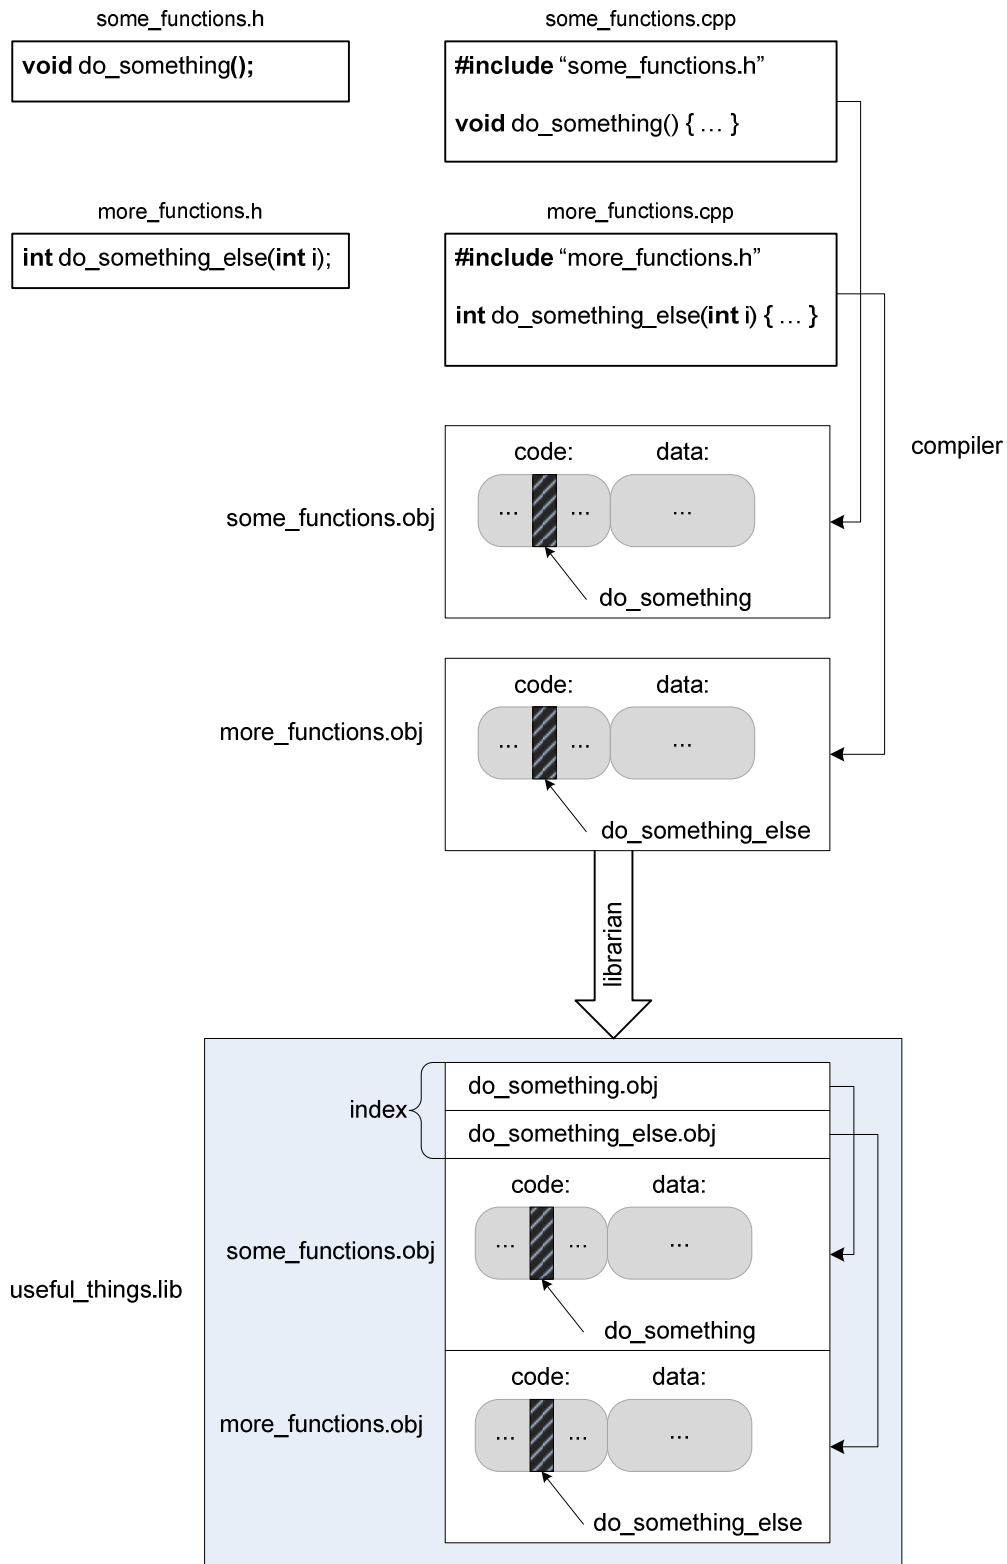 some_functions.h
void do_something();
some_functions.cpp
#include “some_functions.h”
void do_something() { … }
more_functions.h
int do_something_else(int i);
more_functions.cpp
#include “more_functions.h”
int do_something_else(int i) { … }
compiler
some_functions.obj
code: data:
... ... ...
do_something
more_functions.obj
code: data:
... ... ...
do_something_else
librarian
useful_things.lib
index
do_something.obj
do_something_else.obj
some_functions.obj
code: data:
... ... ...
do_something
more_functions.obj
code: data:
... ... ...
do_something_else